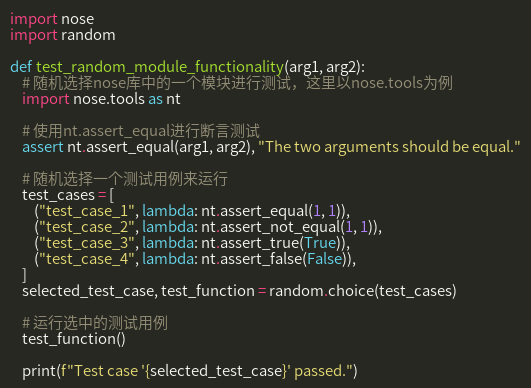 import nose
import random
def test_random_module_functionality(arg1, arg2):
# 随机选择nose库中的一个模块进行测试，这里以nose.tools为例
import nose.tools as nt
# 使用nt.assert_equal进行断言测试
assert nt.assert_equal(arg1, arg2), "The two arguments should be equal."
# 随机选择一个测试用例来运行
test_cases = [
("test_case_1", lambda: nt.assert_equal(1, 1)),
("test_case_2", lambda: nt.assert_not_equal(1, 1)),
("test_case_3", lambda: nt.assert_true(True)),
("test_case_4", lambda: nt.assert_false(False)),
]
selected_test_case, test_function = random.choice(test_cases)
# 运行选中的测试用例
test_function()
print(f"Test case '{selected_test_case}' passed.")